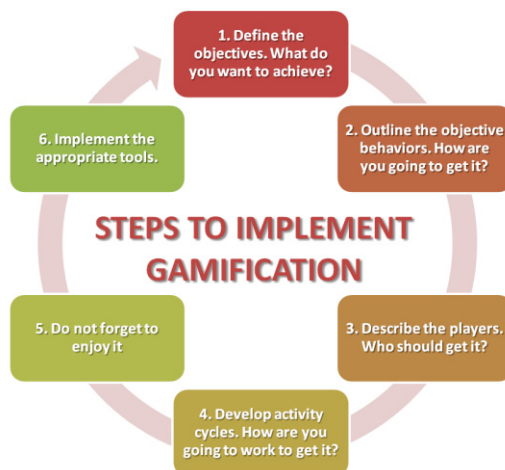 1. Define the
objectives. What do
you want to achieve?
2. Outline the objective
behaviors. How are
you going to get it?
3. Describe the players.
Who should get it?
4. Develop activity
cycles. How are you
going to work to get it?
5. Do not forget to
enjoy it
6. Implement the
appropriate tools.
STEPS TO IMPLEMENT
GAMIFICATION